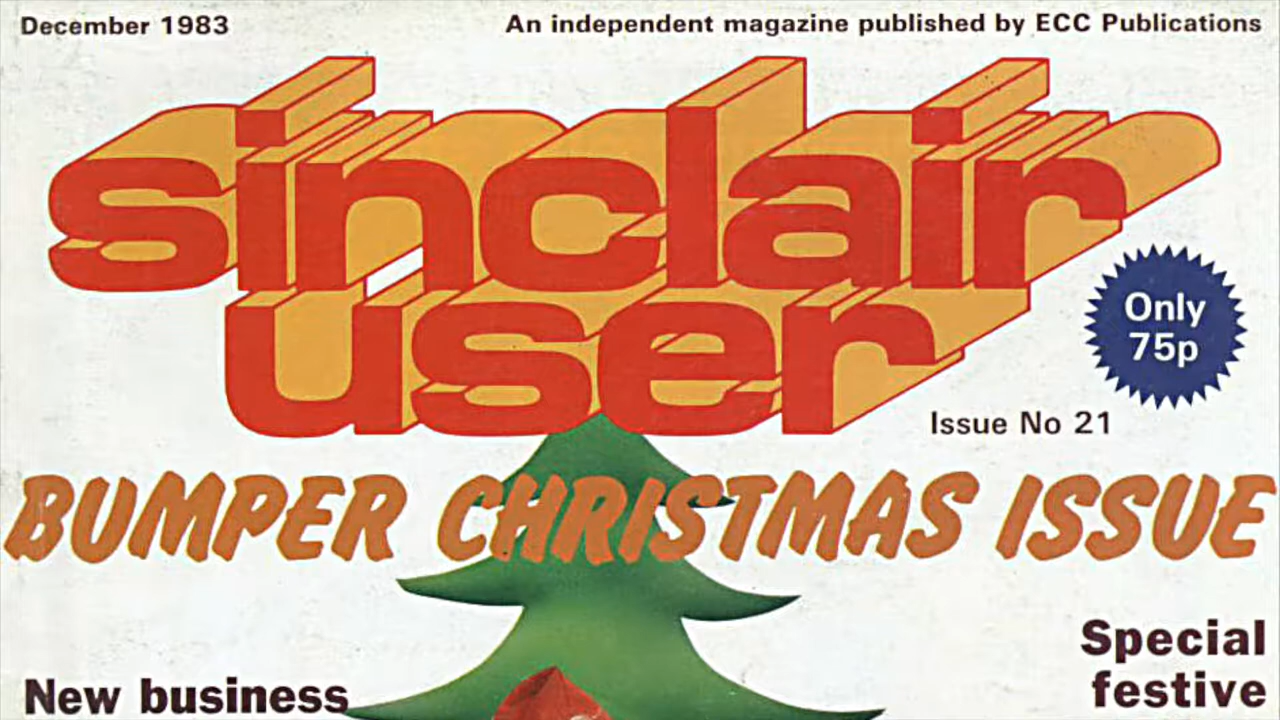 December 1983
An independent magazine published by ECC Publications
sinclair
user
Only
75p
Issue No 21
BUMPER CHRISTMAS ISSUE
Special
festive
New business